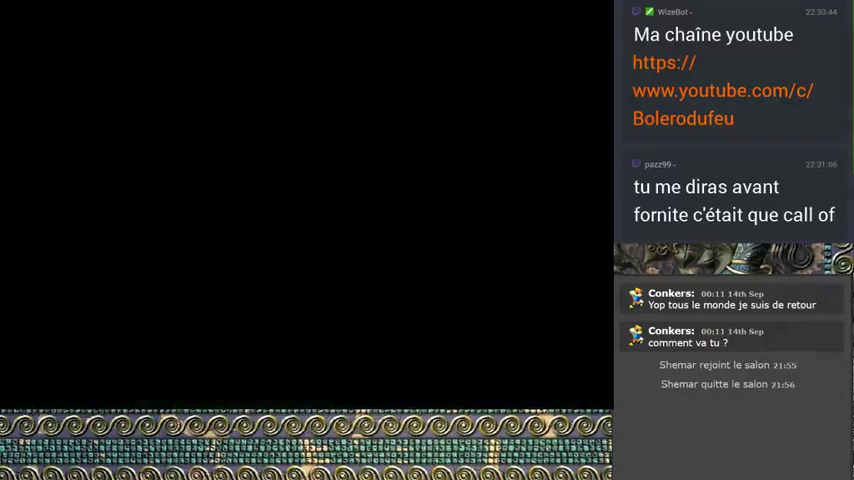 WizeBot
22:30:44
Ma chaîne youtube
https://
www.youtube.com/c/
Bolerodufeu
pazz99
22:31:06
tu me diras avant
fornite c'était que call of
Conkers: 00:11 14th Sep
Yop tous le monde je suis de retour
Conkers: 00:11 14th Sep
comment va tu ?
Shemar rejoint le salon 21:55
Shemar quitte le salon 21:56